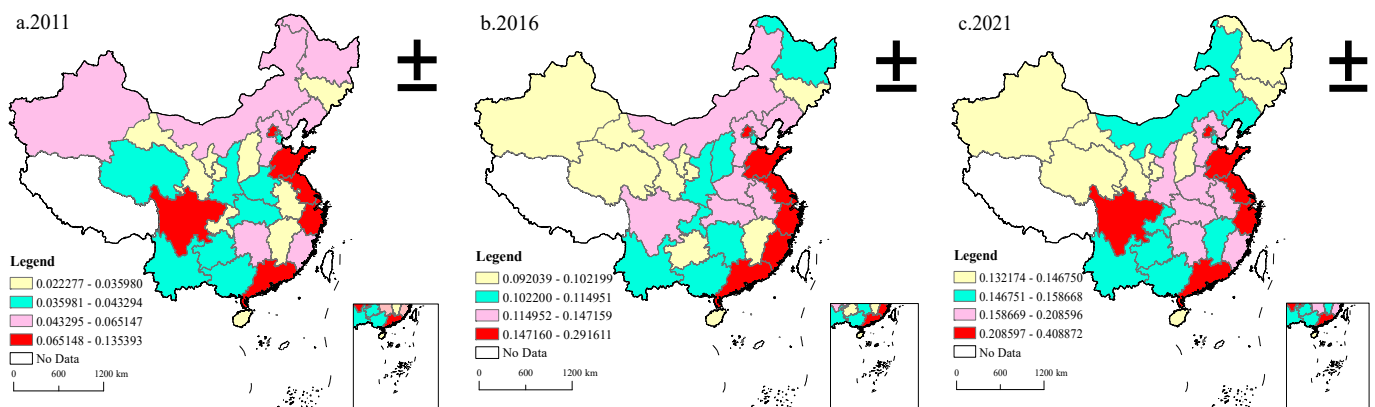 a.2011
±
Legend
0.022277 - 0.035980
0.035981 - 0.043294
0.043295 - 0.065147
0.065148 - 0.135393
No Data
0 600 1200 km
b.2016
±
Legend
0.092039 - 0.102199
0.102200 - 0.114951
0.114952 - 0.147159
0.147160 - 0.291611
No Data
0 600 1200 km
c.2021
±
Legend
0.132174 - 0.146750
0.146751 - 0.158668
0.158669 - 0.208596
0.208597 - 0.408872
No Data
0 600 1200 km